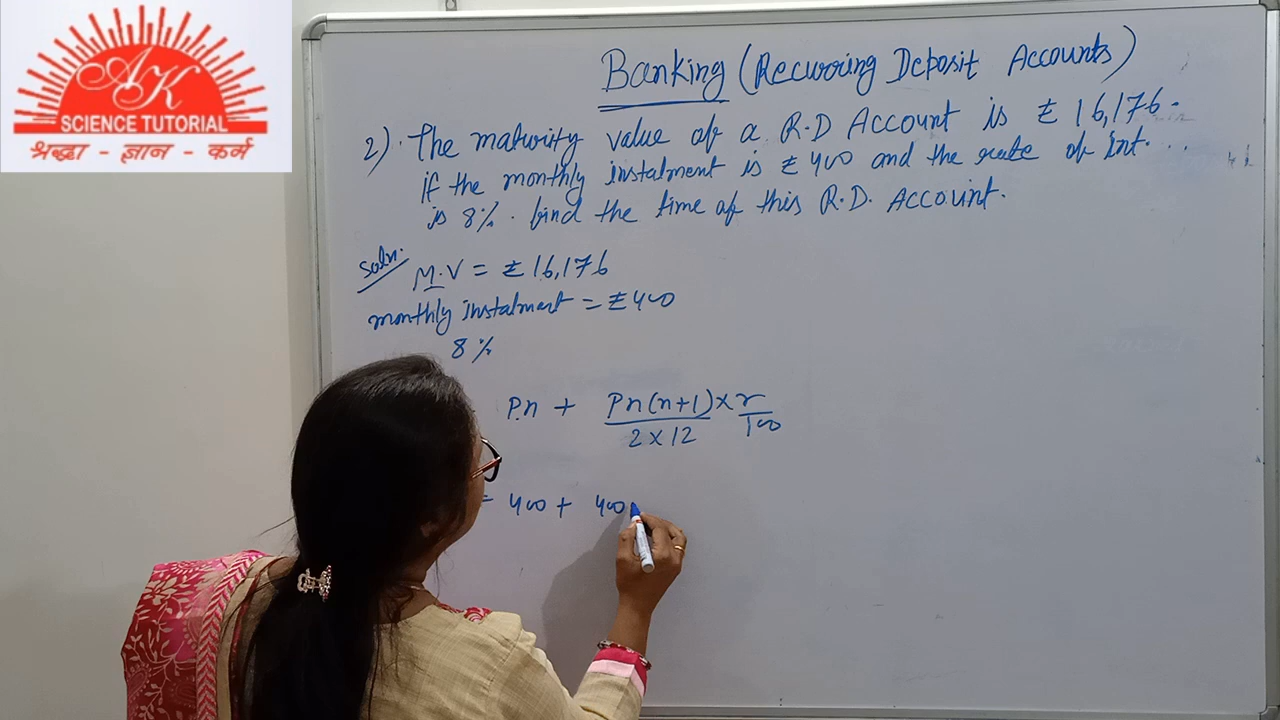 AK
SCIENCE TUTORIAL
श्रद्धा - ज्ञान - कर्म
Banking (Recurring Deposit Accounts)
2). The maturity value of a R.D Account is ₹ 16,176.
if the monthly instalment is ₹ 400 and the rate of int...
is 8%. find the time of this R.D. Account.
Soln.
M.V = ₹ 16,176
monthly instalment = ₹ 400
8 %
Pn + Pn(n+1)/2 x 12 x r/100
= 400 + 400